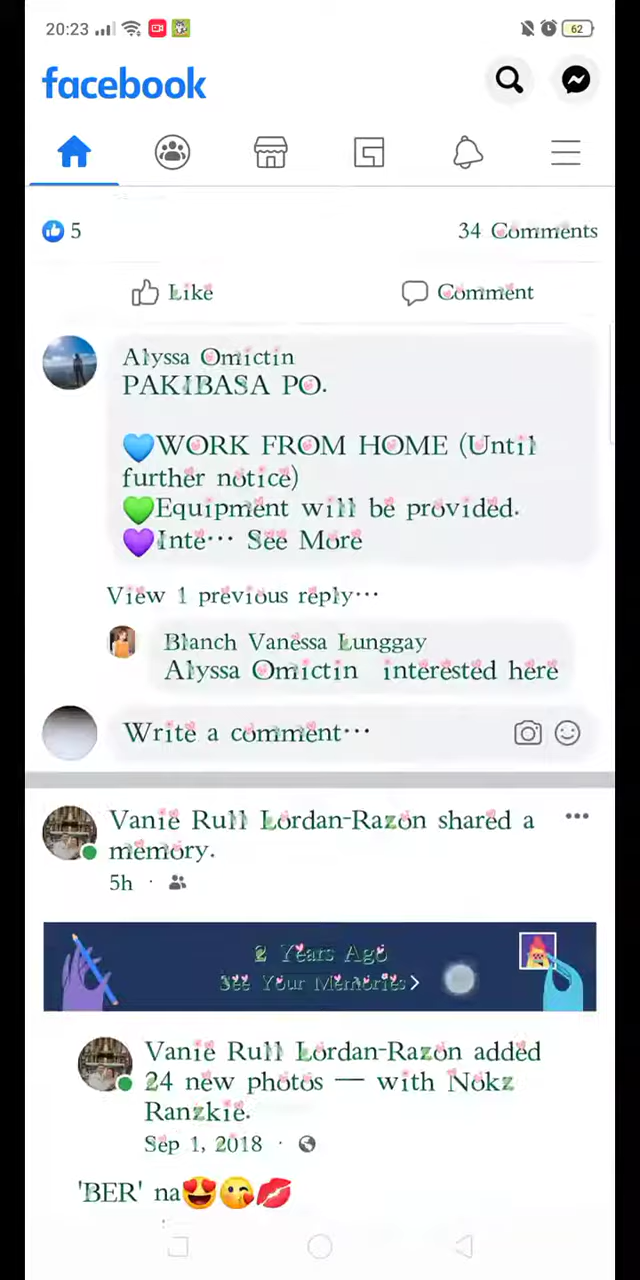 20:23
62
facebook
5
34 Comments
Like
Comment
Alyssa Omictin
PAKIBASA PO.
💙WORK FROM HOME (Until
further notice)
💚Equipment will be provided.
💜Inte... See More
View 1 previous reply...
Blanch Vanessa Lunggay
Alyssa Omictin interested here
Write a comment...
Vanie Rull Lordan-Razon shared a
memory.
5h ·
2 Years Ago
See Your Memories>
Vanie Rull Lordan-Razon added
24 new photos — with Nokz
Ranzkie.
Sep 1, 2018 ·
'BER' na😍😘💋